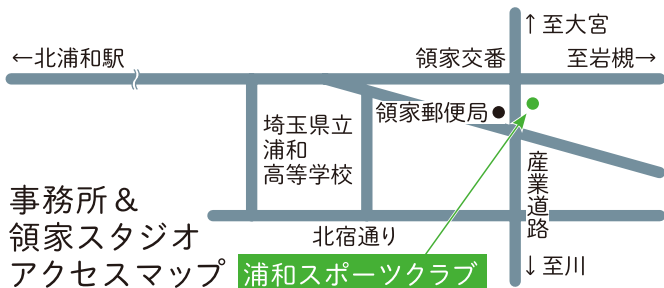 ↑至大宮
←北浦和駅
領家交番
至岩槻→
領家郵便局
埼玉県立
浦和
高等学校
産業道路
事務所&
領家スタジオ
アクセスマップ
北宿通り
浦和スポーツクラブ
↓至川